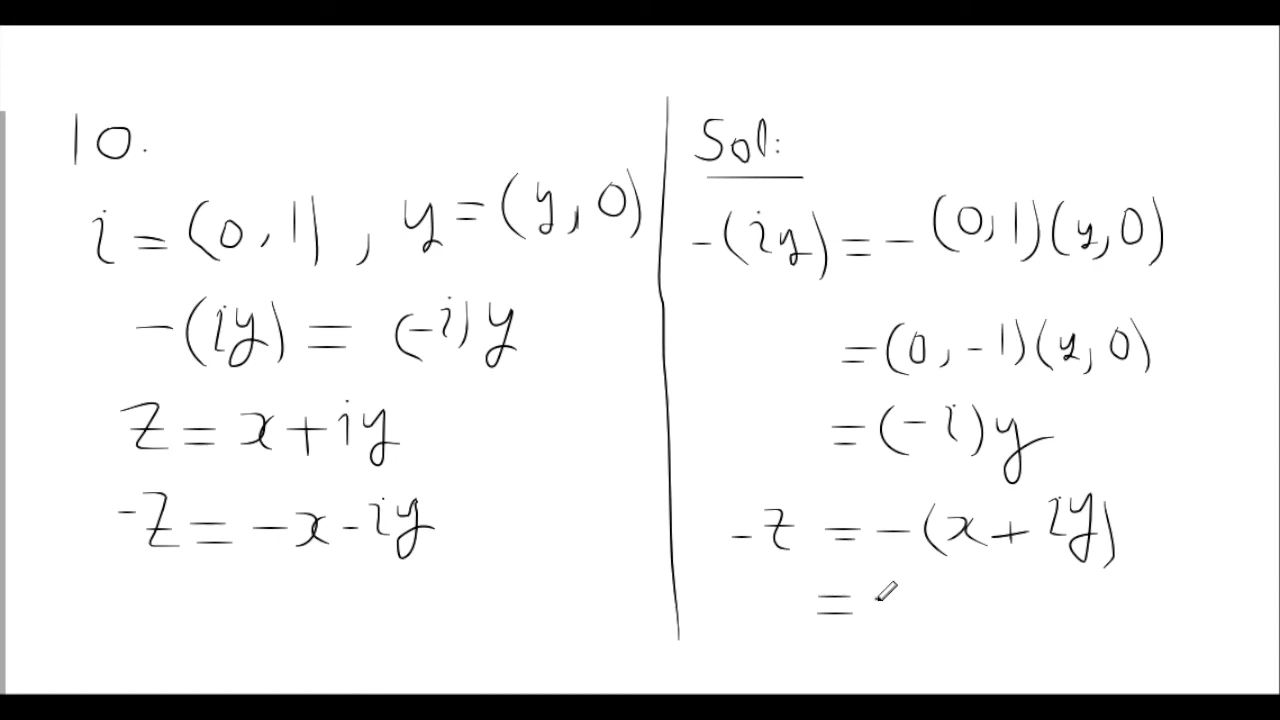 10.
i = (0, 1), y = (y, 0)
-(iy) = (-i)y
z = x + iy
-z = -x - iy
Sol:
-(iy) = -(0, 1)(y, 0)
= (0, -1)(y, 0)
= (-i)y
-z = -(x + iy)
=